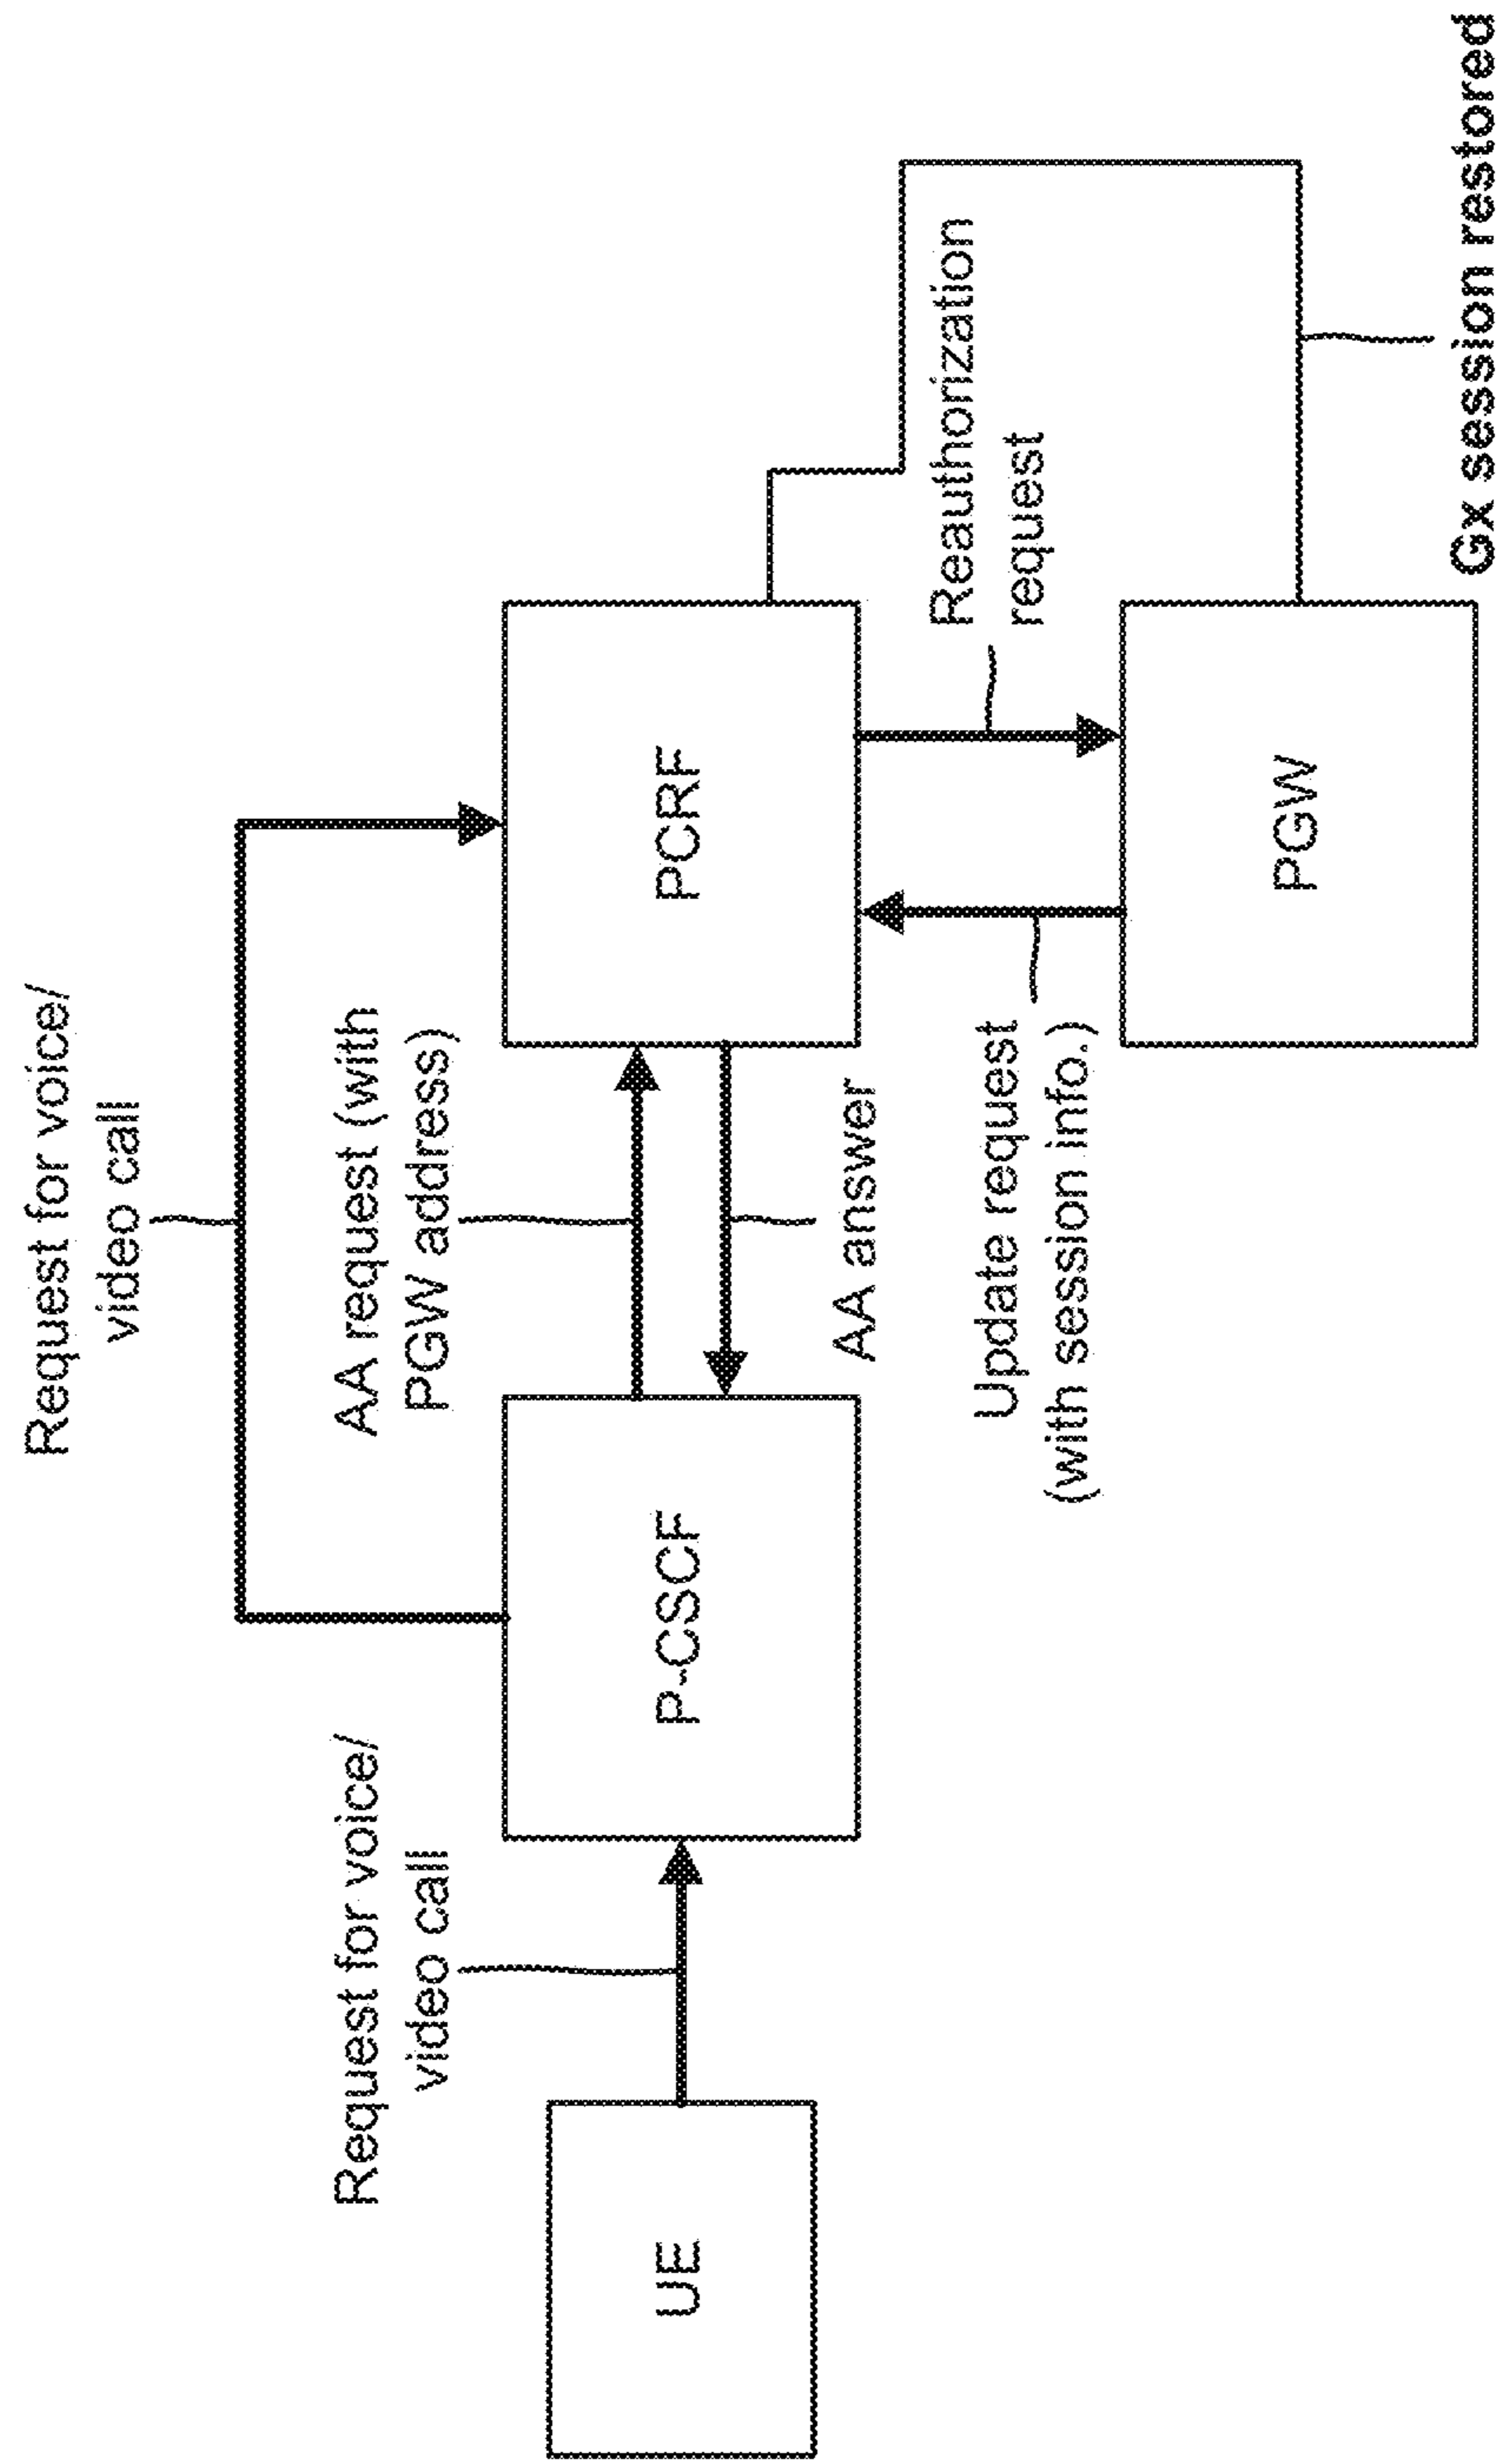 Request for voice/
video call
Request for voice/
video call
AA request (with
PGW address)
UE
P-CSCF
PCRF
AA answer
Reauthorization
request
Update request
(with session info.)
PGW
Gx session restored